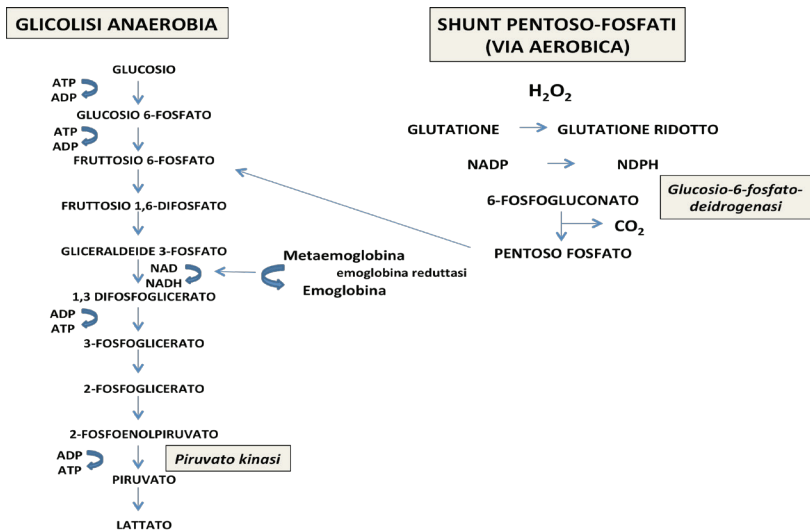 GLICOLISI ANAEROBIA
GLUCOSIO
ATP
ADP
GLUCOSIO 6-FOSFATO
ATP
ADP
FRUTTOSIO 6-FOSFATO
FRUTTOSIO 1,6-DIFOSFATO
GLICERALDEIDE 3-FOSFATO
NAD
NADH
1,3 DIFOSFOGLICERATO
ADP
ATP
3-FOSFOGLICERATO
2-FOSFOGLICERATO
2-FOSFOENOLPIRUVATO
ADP
ATP
Piruvato kinasi
PIRUVATO
LATTATO
Metaemoglobina
emoglobina reduttasi
Emoglobina
SHUNT PENTOSO-FOSFATI
(VIA AEROBICA)
H₂O₂
GLUTATIONE GLUTATIONE RIDOTTO
NADP NDPH
Glucosio-6-fosfato-
deidrogenasi
6-FOSFOGLUCONATO
CO₂
PENTOSO FOSFATO